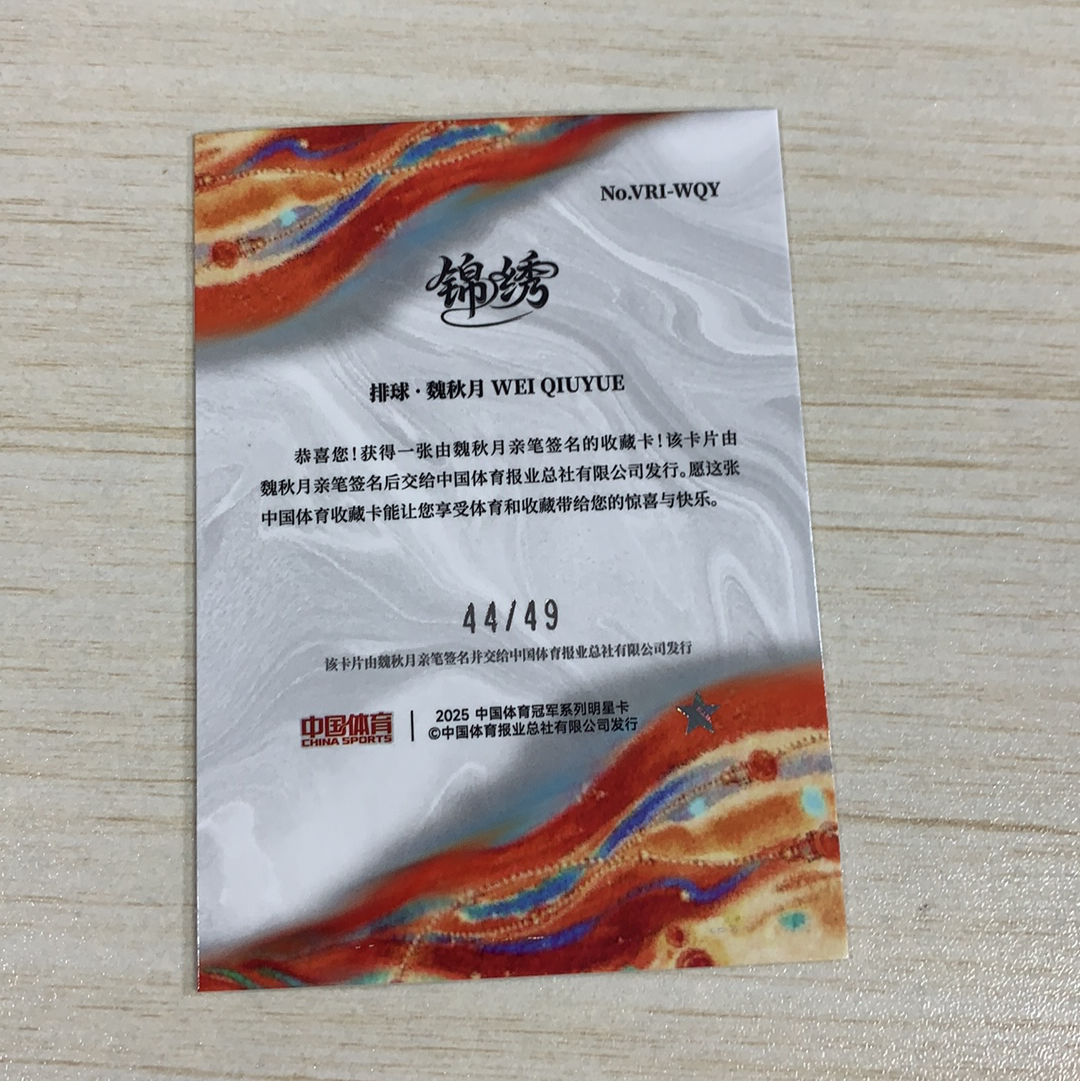 No.VRI-WQY
锦绣
排球·魏秋月 WEI QIUYUE
恭喜您！获得一张由魏秋月亲笔签名的收藏卡！该卡片由
魏秋月亲笔签名后交给中国体育报业总社有限公司发行。愿这张
中国体育收藏卡能让您享受体育和收藏带给您的惊喜与快乐。
44/49
该卡片由魏秋月亲笔签名并交给中国体育报业总社有限公司发行
中国体育
CHINA SPORTS
2025 中国体育冠军系列明星卡
©中国体育报业总社有限公司发行